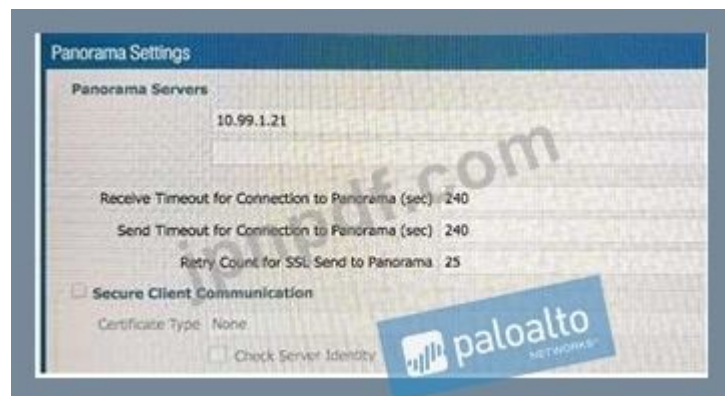 Panorama Settings
Panorama Servers
10.99.1.21
Receive Timeout for Connection to Panorama (sec) 240
Send Timeout for Connection to Panorama (sec) 240
Retry Count for SSL Send to Panorama 25
Secure Client Communication
Certificate Type None
Check Server Identity
jpnpdf.com
paloalto
NETWORKS